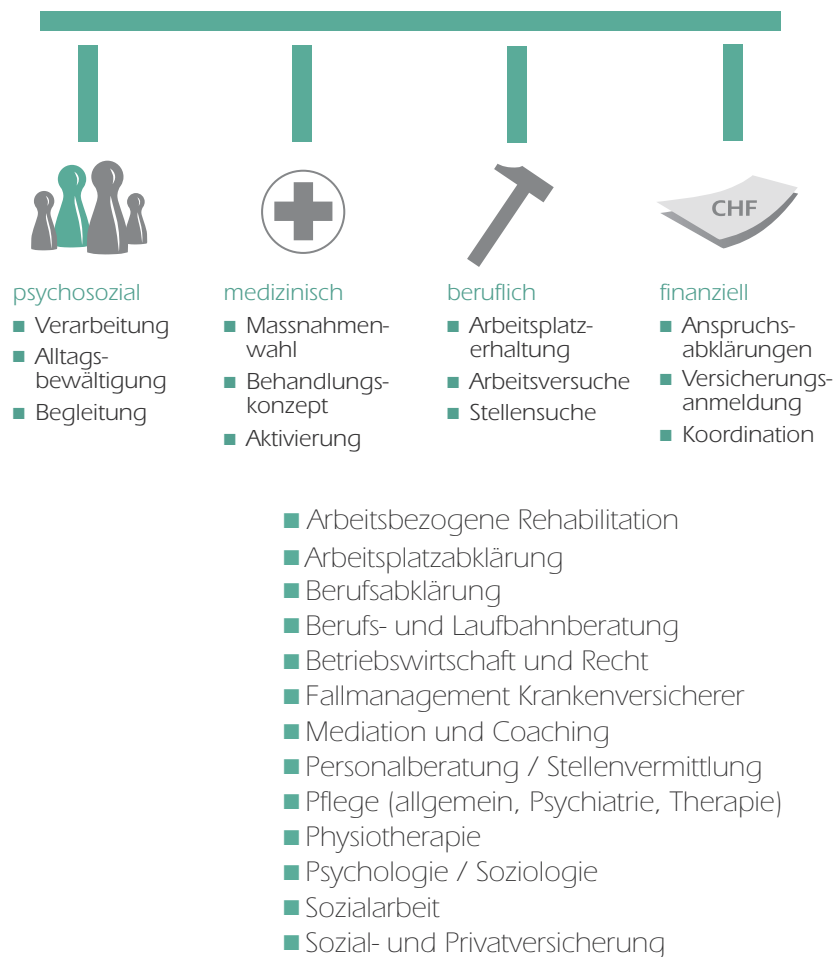 CHF
psychosozial
■ Verarbeitung
■ Alltags-
bewältigung
■ Begleitung
medizinisch
■ Massnahmen-
wahl
■ Behandlungs-
konzept
■ Aktivierung
beruflich
■ Arbeitsplatz-
erhaltung
■ Arbeitsversuche
■ Stellensuche
finanziell
■ Anspruchs-
abklärungen
■ Versicherungs-
anmeldung
■ Koordination
■ Arbeitsbezogene Rehabilitation
■ Arbeitsplatzabklärung
■ Berufsabklärung
■ Berufs- und Laufbahnberatung
■ Betriebswirtschaft und Recht
■ Fallmanagement Krankenversicherer
■ Mediation und Coaching
■ Personalberatung / Stellenvermittlung
■ Pflege (allgemein, Psychiatrie, Therapie)
■ Physiotherapie
■ Psychologie / Soziologie
■ Sozialarbeit
■ Sozial- und Privatversicherung